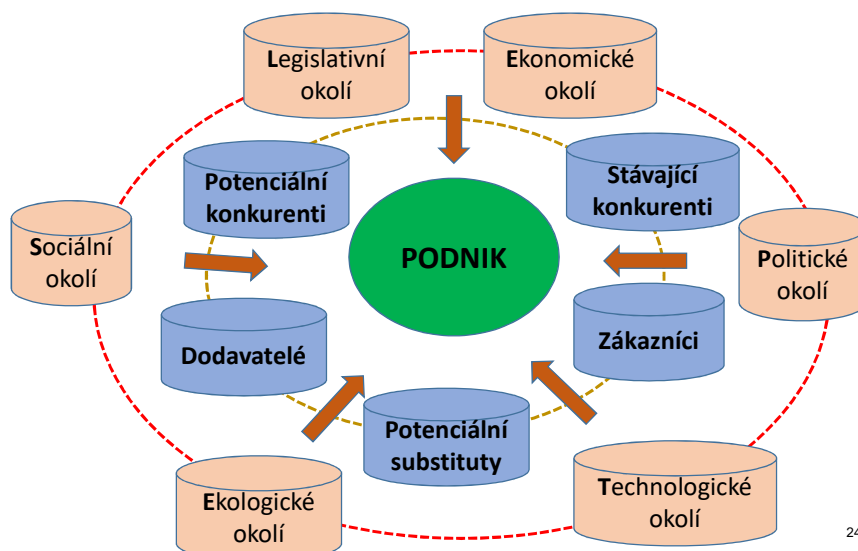 Legislativní
okolí
Ekonomické
okolí
Potenciální
konkurenti
Stávající
konkurenti
Sociální
okolí
PODNIK
Politické
okolí
Dodavatelé
Zákazníci
Potenciální
substituty
Ekologické
okolí
Technologické
okolí
24